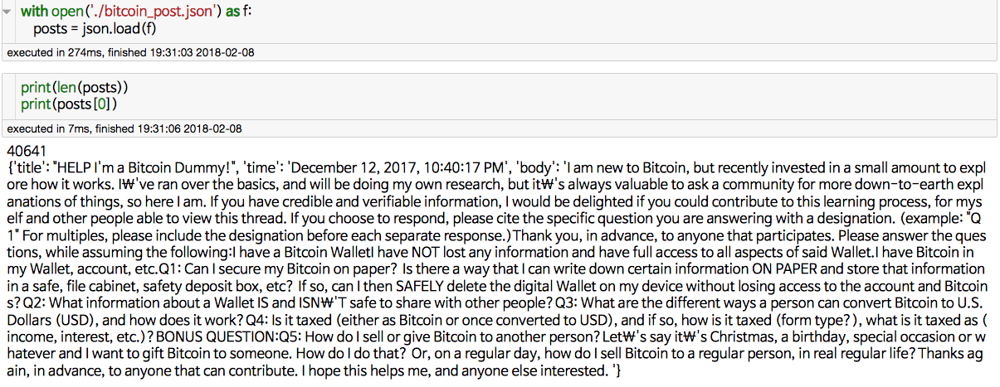 with open('./bitcoin_post.json') as f:
posts = json.load(f)
executed in 274ms, finished 19:31:03 2018-02-08
print(len(posts))
print(posts[0])
executed in 7ms, finished 19:31:06 2018-02-08
40641
{'title': "HELP I'm a Bitcoin Dummy!", 'time': 'December 12, 2017, 10:40:17 PM', 'body': 'I am new to Bitcoin, but recently invested in a small amount to expl
ore how it works. I₩'ve ran over the basics, and will be doing my own research, but it₩'s always valuable to ask a community for more down-to-earth expl
anations of things, so here I am. If you have credible and verifiable information, I would be delighted if you could contribute to this learning process, for mys
elf and other people able to view this thread. If you choose to respond, please cite the specific question you are answering with a designation. (example: "Q
1" For multiples, please include the designation before each separate response.)Thank you, in advance, to anyone that participates. Please answer the ques
tions, while assuming the following:I have a Bitcoin WalletI have NOT lost any information and have full access to all aspects of said Wallet.I have Bitcoin in
my Wallet, account, etc.Q1: Can I secure my Bitcoin on paper? Is there a way that I can write down certain information ON PAPER and store that information
in a safe, file cabinet, safety deposit box, etc? If so, can I then SAFELY delete the digital Wallet on my device without losing access to the account and Bitcoin
s?Q2: What information about a Wallet IS and ISN₩'T safe to share with other people?Q3: What are the different ways a person can convert Bitcoin to U.S.
Dollars (USD), and how does it work?Q4: Is it taxed (either as Bitcoin or once converted to USD), and if so, how is it taxed (form type?), what is it taxed as (
income, interest, etc.)?BONUS QUESTION:Q5: How do I sell or give Bitcoin to another person?Let₩'s say it₩'s Christmas, a birthday, special occasion or w
hatever and I want to gift Bitcoin to someone. How do I do that? Or, on a regular day, how do I sell Bitcoin to a regular person, in real regular life?Thanks ag
ain, in advance, to anyone that can contribute. I hope this helps me, and anyone else interested. '}